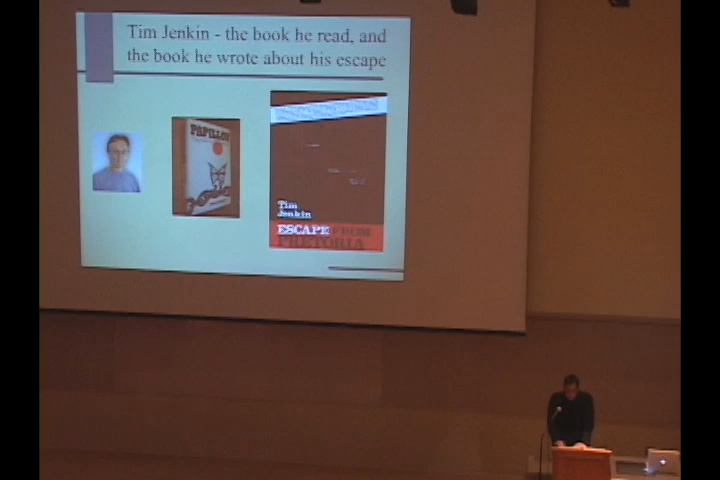 Tim Jenkin - the book he read, and
the book he wrote about his escape
PAPILLON
Tim
Jenkin
ESCAPE FROM
PRETORIA